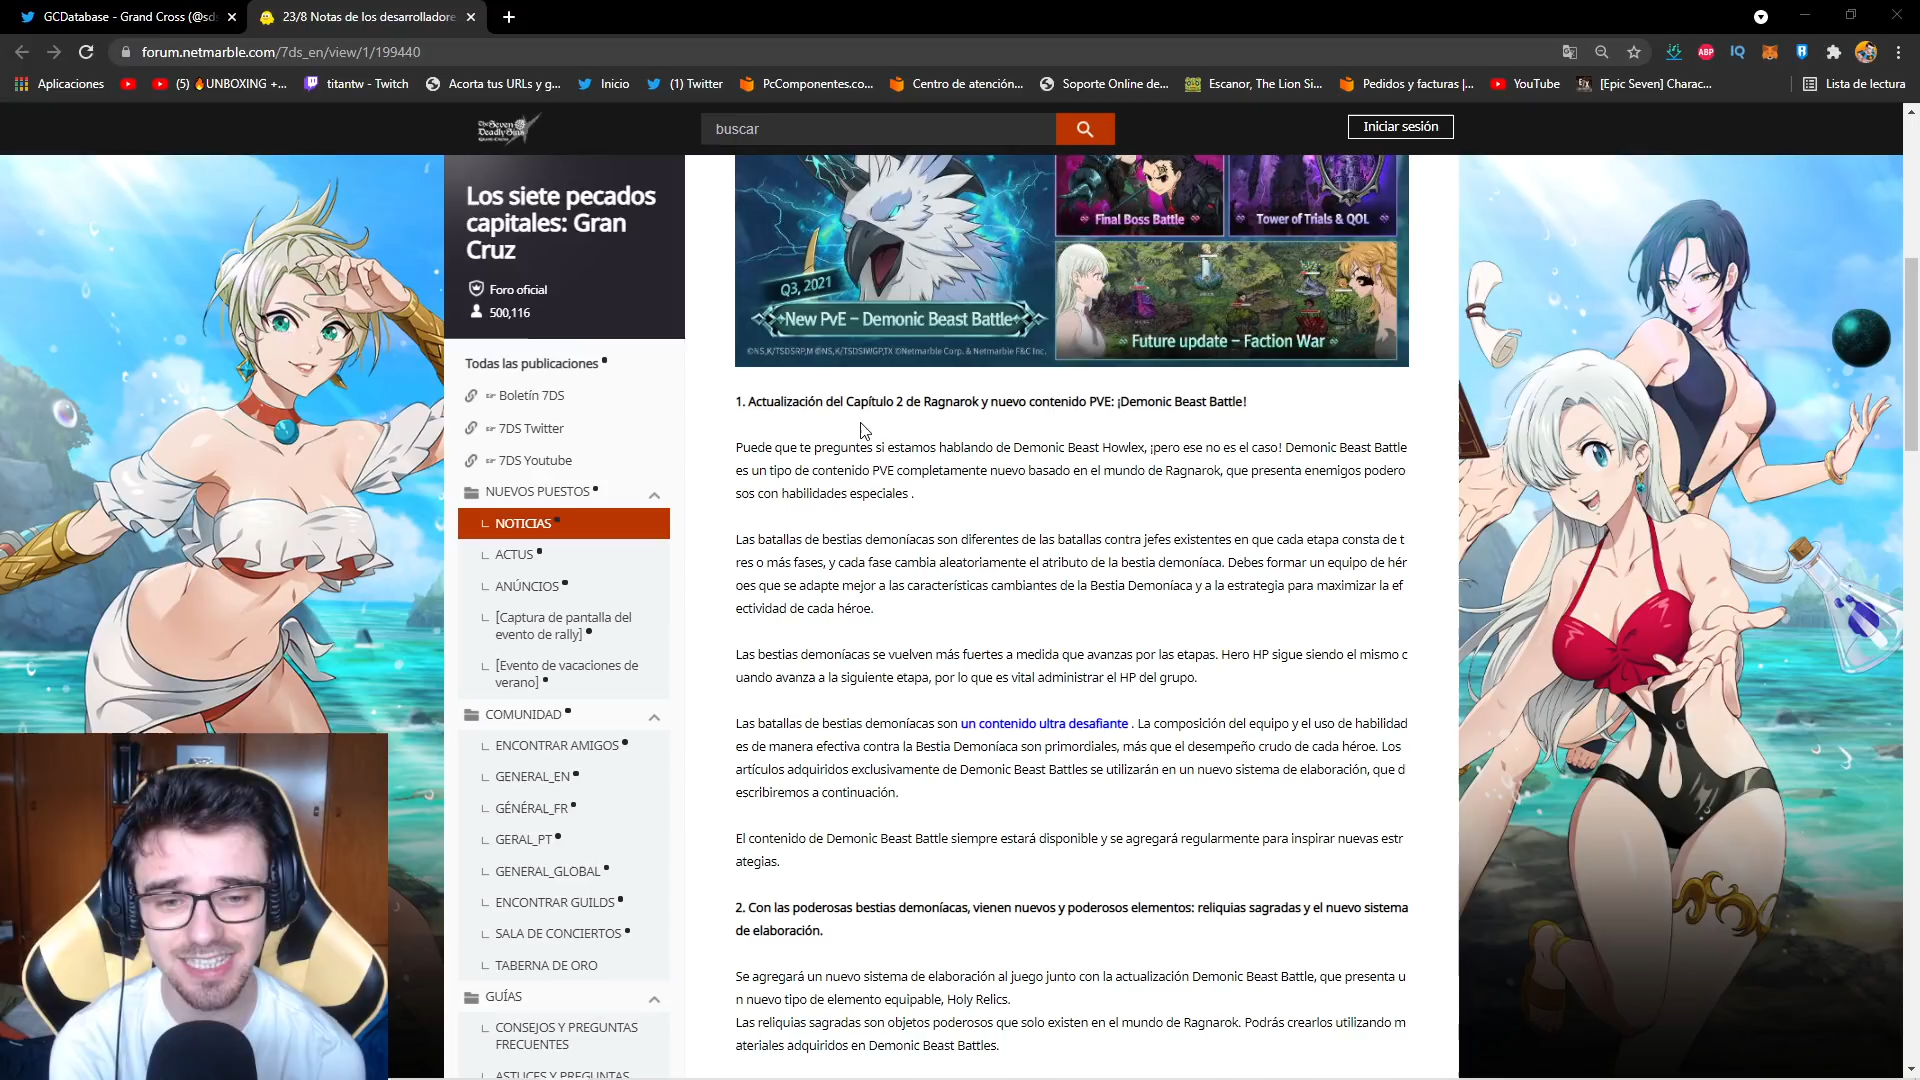 GCDatabase - Grand Cross (@sds
23/8 Notas de los desarrolladore
forum.netmarble.com/7ds_en/view/1/199440
Aplicaciones
(5) 🔥UNBOXING +...
titantw - Twitch
Acorta tus URLs y g...
Inicio
(1) Twitter
PcComponentes.co...
Centro de atención...
Soporte Online de...
Escanor, The Lion Si...
Pedidos y facturas |...
YouTube
[Epic Seven] Charac...
Lista de lectura
ABP
IQ
The Seven
Deadly Sins
buscar
Iniciar sesión
Los siete pecados
capitales: Gran
Cruz
Foro oficial
500,116
Todas las publicaciones
☞ Boletín 7DS
☞ 7DS Twitter
☞ 7DS Youtube
NUEVOS PUESTOS
NOTICIAS
ACTUS
ANÚNCIOS
[Captura de pantalla del
evento de rally]
[Evento de vacaciones de
verano]
COMUNIDAD
ENCONTRAR AMIGOS
GENERAL_EN
GÉNÉRAL_FR
GERAL_PT
GENERAL_GLOBAL
ENCONTRAR GUILDS
SALA DE CONCIERTOS
TABERNA DE ORO
GUÍAS
CONSEJOS Y PREGUNTAS
FRECUENTES
ASTUCES Y PREGUNTAS
Final Boss Battle
Tower of Trials & QOL
Q3, 2021
New PvE – Demonic Beast Battle
Future update – Faction War
©NS,K/TSDSRP,M ©NS,K/TSDSIWGP,TX ©Netmarble Corp. & Netmarble F&C Inc.
1. Actualización del Capítulo 2 de Ragnarok y nuevo contenido PVE: ¡Demonic Beast Battle!
Puede que te preguntes si estamos hablando de Demonic Beast Howlex, ¡pero ese no es el caso! Demonic Beast Battle
es un tipo de contenido PVE completamente nuevo basado en el mundo de Ragnarok, que presenta enemigos podero
sos con habilidades especiales .
Las batallas de bestias demoníacas son diferentes de las batallas contra jefes existentes en que cada etapa consta de t
res o más fases, y cada fase cambia aleatoriamente el atributo de la bestia demoníaca. Debes formar un equipo de hér
oes que se adapte mejor a las características cambiantes de la Bestia Demoníaca y a la estrategia para maximizar la ef
ectividad de cada héroe.
Las bestias demoníacas se vuelven más fuertes a medida que avanzas por las etapas. Hero HP sigue siendo el mismo c
uando avanza a la siguiente etapa, por lo que es vital administrar el HP del grupo.
Las batallas de bestias demoníacas son un contenido ultra desafiante . La composición del equipo y el uso de habilidad
es de manera efectiva contra la Bestia Demoníaca son primordiales, más que el desempeño crudo de cada héroe. Los
artículos adquiridos exclusivamente de Demonic Beast Battles se utilizarán en un nuevo sistema de elaboración, que d
escribiremos a continuación.
El contenido de Demonic Beast Battle siempre estará disponible y se agregará regularmente para inspirar nuevas estr
ategias.
2. Con las poderosas bestias demoníacas, vienen nuevos y poderosos elementos: reliquias sagradas y el nuevo sistema
de elaboración.
Se agregará un nuevo sistema de elaboración al juego junto con la actualización Demonic Beast Battle, que presenta u
n nuevo tipo de elemento equipable, Holy Relics.
Las reliquias sagradas son objetos poderosos que solo existen en el mundo de Ragnarok. Podrás crearlos utilizando m
ateriales adquiridos en Demonic Beast Battles.